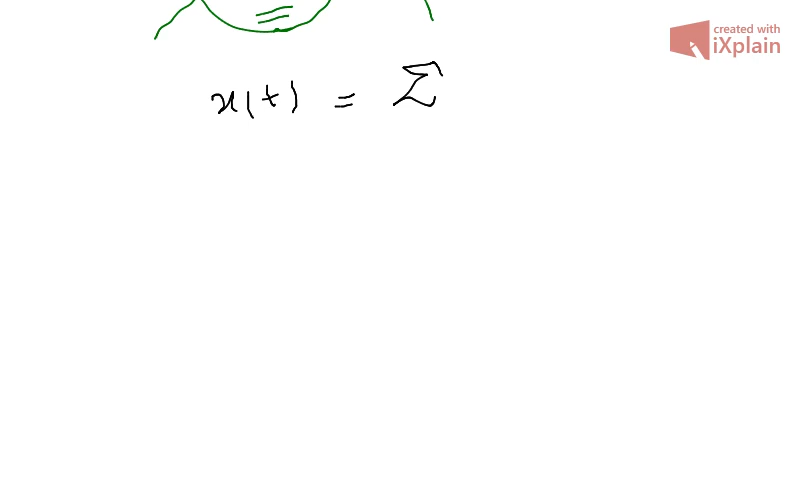 created with
iXplain
x(t) = Σ